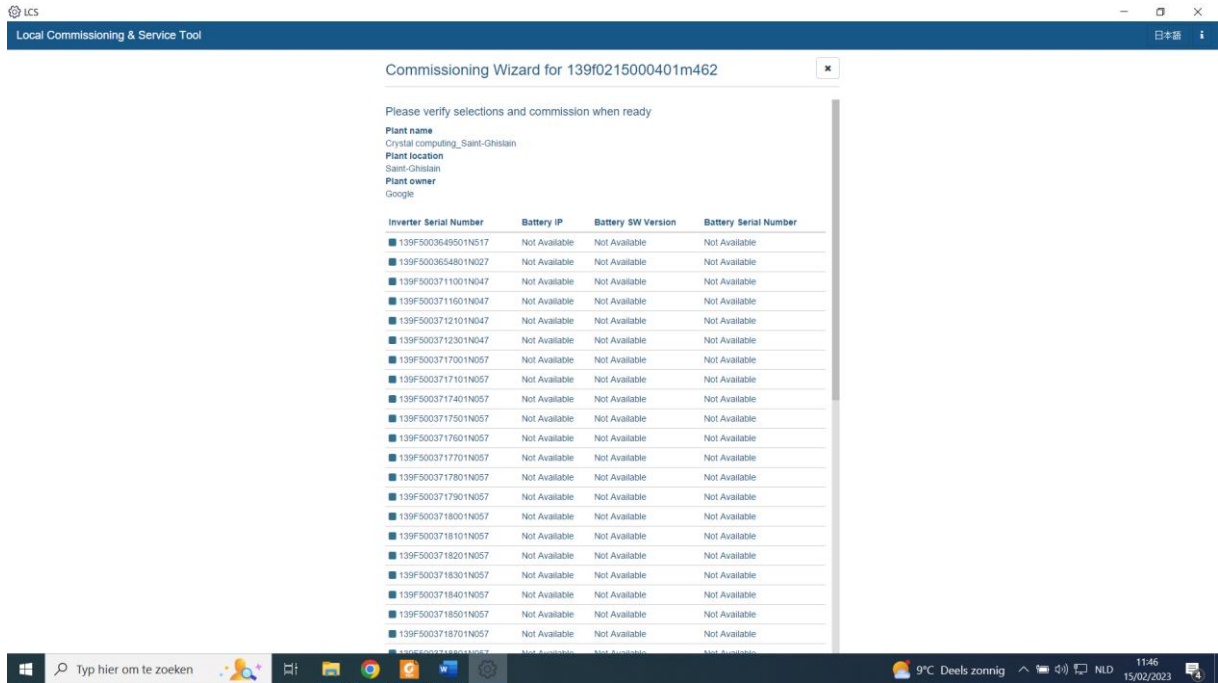 LCS
Local Commissioning & Service Tool 日本語 i
Commissioning Wizard for 139f0215000401m462
Please verify selections and commission when ready
Plant name
Crystal computing_Saint-Ghislain
Plant location
Saint-Ghislain
Plant owner
Google
Inverter Serial Number Battery IP Battery SW Version Battery Serial Number
139F5003649501N517 Not Available Not Available Not Available
139F5003654801N027 Not Available Not Available Not Available
139F5003711001N047 Not Available Not Available Not Available
139F5003711601N047 Not Available Not Available Not Available
139F5003712101N047 Not Available Not Available Not Available
139F5003712301N047 Not Available Not Available Not Available
139F5003717001N057 Not Available Not Available Not Available
139F5003717101N057 Not Available Not Available Not Available
139F5003717401N057 Not Available Not Available Not Available
139F5003717501N057 Not Available Not Available Not Available
139F5003717601N057 Not Available Not Available Not Available
139F5003717701N057 Not Available Not Available Not Available
139F5003717801N057 Not Available Not Available Not Available
139F5003717901N057 Not Available Not Available Not Available
139F5003718001N057 Not Available Not Available Not Available
139F5003718101N057 Not Available Not Available Not Available
139F5003718201N057 Not Available Not Available Not Available
139F5003718301N057 Not Available Not Available Not Available
139F5003718401N057 Not Available Not Available Not Available
139F5003718501N057 Not Available Not Available Not Available
139F5003718701N057 Not Available Not Available Not Available
Not Available Not Available Not Available
Typ hier om te zoeken 9°C Deels zonnig NLD 11:46
15/02/2023 4